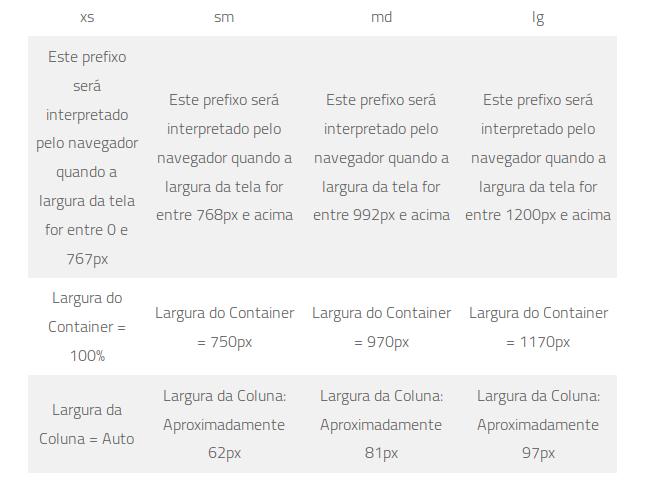 xs
sm
md
lg
Este prefixo
será
interpretado
pelo navegador
quando a
largura da tela
for entre 0 e
767px
Este prefixo será
interpretado pelo
navegador quando a
largura da tela for
entre 768px e acima
Este prefixo será
interpretado pelo
navegador quando a
largura da tela for
entre 992px e acima
Este prefixo será
interpretado pelo
navegador quando a
largura da tela for
entre 1200px e acima
Largura do
Container =
100%
Largura do Container
= 750px
Largura do Container
= 970px
Largura do Container
= 1170px
Largura da
Coluna = Auto
Largura da Coluna:
Aproximadamente
62px
Largura da Coluna:
Aproximadamente
81px
Largura da Coluna:
Aproximadamente
97px